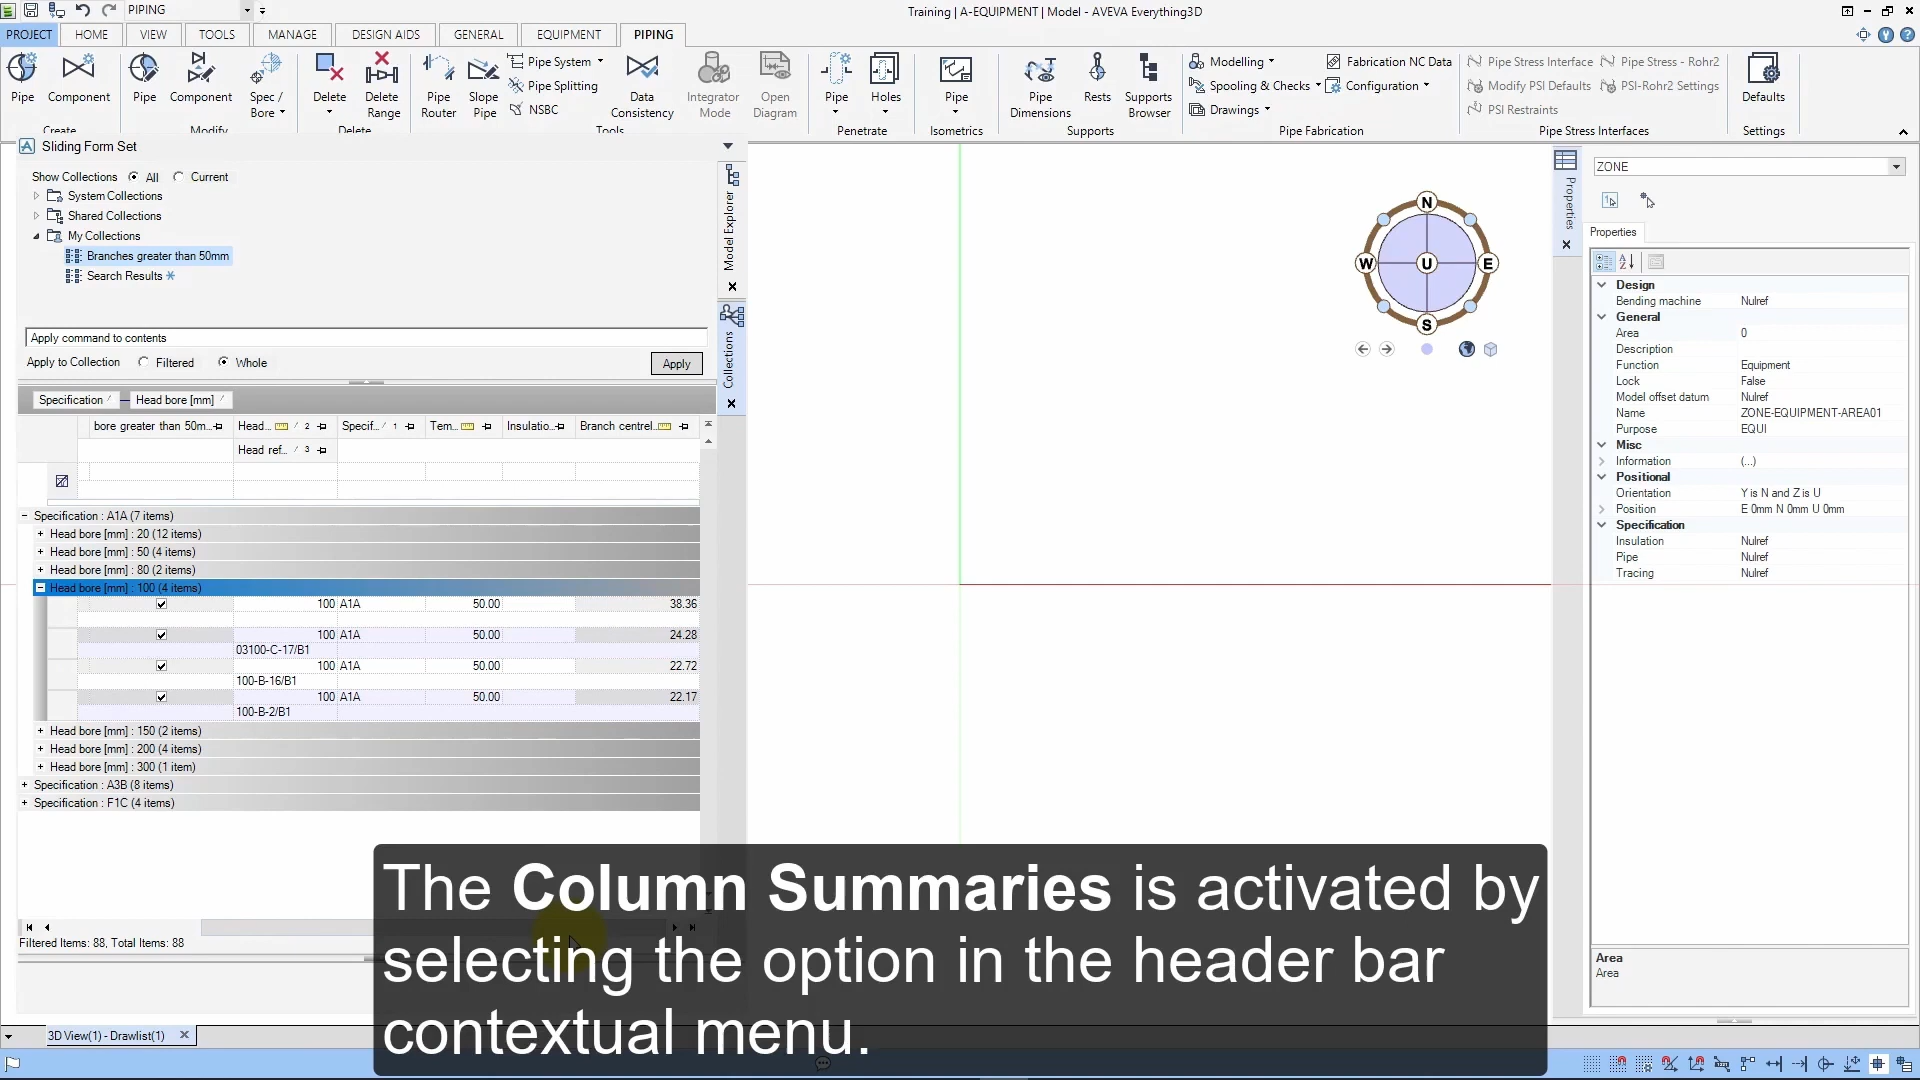 PIPING
Training | A-EQUIPMENT | Model - AVEVA Everything3D
PROJECT HOME VIEW TOOLS MANAGE DESIGN AIDS GENERAL EQUIPMENT PIPING
Pipe Component Pipe Component Spec / Bore Delete Delete Range Pipe Router Slope Pipe
Pipe System
Pipe Splitting
NSBC
Data Consistency Integrator Mode Open Diagram Pipe Holes Pipe Pipe Dimensions Rests Supports Browser
Modelling Fabrication NC Data
Spooling & Checks Configuration
Drawings
Pipe Stress Interface Pipe Stress - Rohr2
Modify PSI Defaults PSI-Rohr2 Settings
PSI Restraints
Defaults
Create Modify Delete Tools Penetrate Isometrics Supports Pipe Fabrication Pipe Stress Interfaces Settings
Sliding Form Set
Show Collections All Current
System Collections
Shared Collections
My Collections
Branches greater than 50mm
Search Results
Apply command to contents
Apply to Collection Filtered Whole Apply
Model Explorer
Collections
Specification Head bore [mm]
bore greater than 50m... Head... 2 Specif... 1 Tem... Insulatio... Branch centrel...
Head ref... 3
Specification : A1A (7 items)
Head bore [mm] : 20 (12 items)
Head bore [mm] : 50 (4 items)
Head bore [mm] : 80 (2 items)
Head bore [mm] : 100 (4 items)
100 A1A 50.00 38.36
100 A1A 50.00 24.28
03100-C-17/B1
100 A1A 50.00 22.72
100-B-16/B1
100 A1A 50.00 22.17
100-B-2/B1
Head bore [mm] : 150 (2 items)
Head bore [mm] : 200 (4 items)
Head bore [mm] : 300 (1 item)
Specification : A3B (8 items)
Specification : F1C (4 items)
Filtered Items: 88, Total Items: 88
3D View(1) - Drawlist(1)
N
W U E
S
Properties
ZONE
Properties
Design
Bending machine Nulref
General
Area 0
Description
Function Equipment
Lock False
Model offset datum Nulref
Name ZONE-EQUIPMENT-AREA01
Purpose EQUI
Misc
Information (...)
Positional
Orientation Y is N and Z is U
Position E 0mm N 0mm U 0mm
Specification
Insulation Nulref
Pipe Nulref
Tracing Nulref
Area
Area
The Column Summaries is activated by
selecting the option in the header bar
contextual menu.